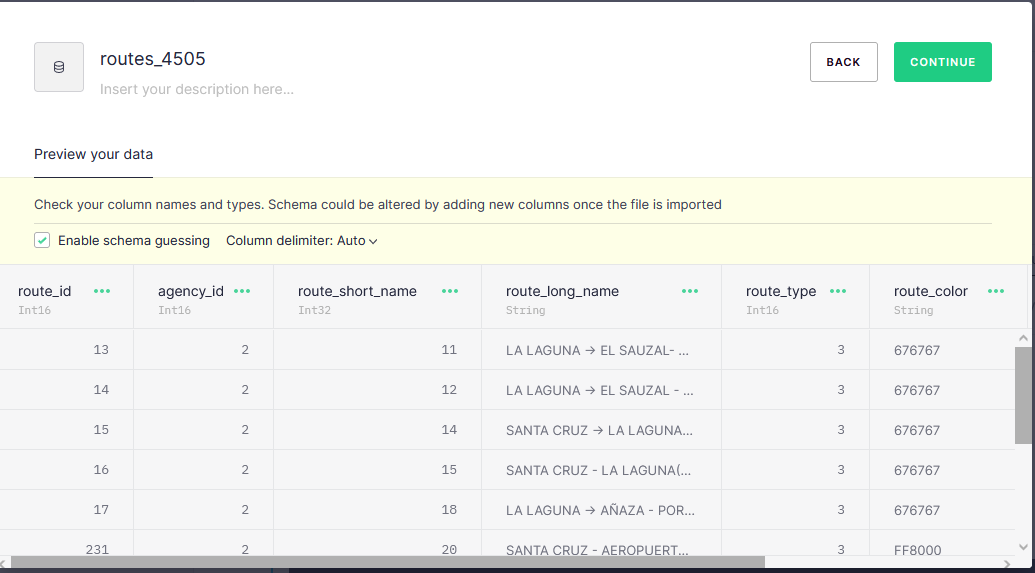 routes_4505
Insert your description here...
BACK
CONTINUE
Preview your data
Check your column names and types. Schema could be altered by adding new columns once the file is imported
Enable schema guessing Column delimiter: Auto
route_id agency_id route_short_name route_long_name route_type route_color
Int16 Int16 Int32 String Int16 String
13 2 11 LA LAGUNA → EL SAUZAL- ... 3 676767
14 2 12 LA LAGUNA → EL SAUZAL - ... 3 676767
15 2 14 SANTA CRUZ → LA LAGUNA... 3 676767
16 2 15 SANTA CRUZ - LA LAGUNA(... 3 676767
17 2 18 LA LAGUNA → AÑAZA - POR... 3 676767
231 2 20 SANTA CRUZ - AEROPUERT... 3 FF8000